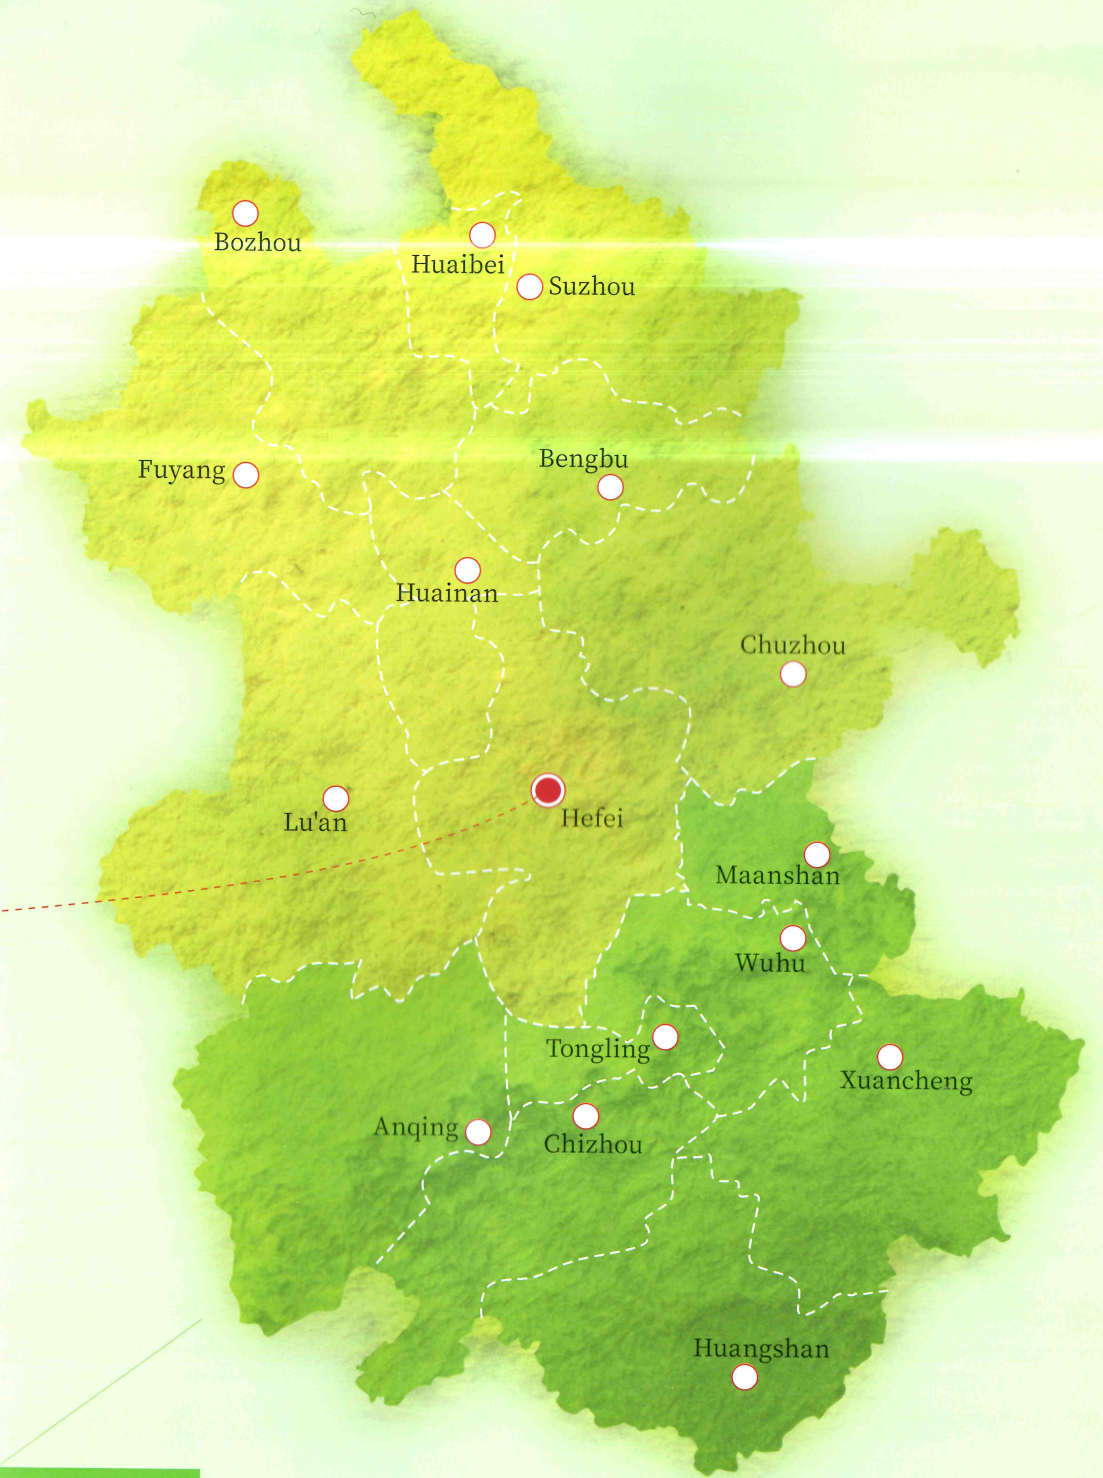 Bozhou
Huaibei
Suzhou
Bengbu
Fuyang
Huainan
Chuzhou
Lu'an
Hefei
Maanshan
Wuhu
Tongling
Xuancheng
Anqing
Chizhou
Huangshan